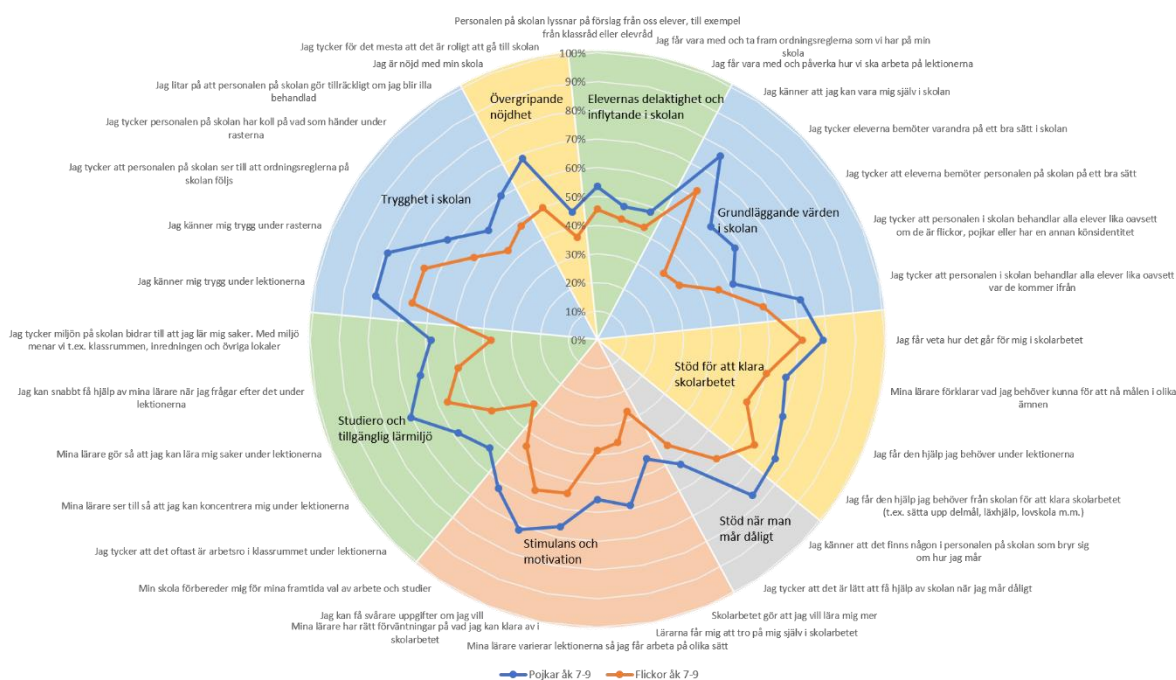 Personalen på skolan lyssnar på förslag från oss elever, till exempel
från klassråd eller elevråd
Jag får vara med och ta fram ordningsreglerna som vi har på min
skola
Jag får vara med och påverka hur vi ska arbeta på lektionerna
Jag känner att jag kan vara mig själv i skolan
Jag tycker eleverna bemöter varandra på ett bra sätt i skolan
Jag tycker att eleverna bemöter personalen på skolan på ett bra sätt
Jag tycker att personalen i skolan behandlar alla elever lika oavsett
om de är flickor, pojkar eller har en annan könsidentitet
Jag tycker att personalen i skolan behandlar alla elever lika oavsett
var de kommer ifrån
Jag får veta hur det går för mig i skolarbetet
Mina lärare förklarar vad jag behöver kunna för att nå målen i olika
ämnen
Jag får den hjälp jag behöver under lektionerna
Jag får den hjälp jag behöver från skolan för att klara skolarbetet
(t.ex. sätta upp delmål, läxhjälp, lovskola m.m.)
Jag känner att det finns någon i personalen på skolan som bryr sig
om hur jag mår
Jag tycker att det är lätt att få hjälp av skolan när jag mår dåligt
Skolarbetet gör att jag vill lära mig mer
Lärarna får mig att tro på mig själv i skolarbetet
Mina lärare varierar lektionerna så jag får arbeta på olika sätt
Mina lärare har rätt förväntningar på vad jag kan klara av i
skolarbetet
Jag kan få svårare uppgifter om jag vill
Min skola förbereder mig för mina framtida val av arbete och studier
Jag tycker att det oftast är arbetsro i klassrummet under lektionerna
Mina lärare ser till så att jag kan koncentrera mig under lektionerna
Mina lärare gör så att jag kan lära mig saker under lektionerna
Jag kan snabbt få hjälp av mina lärare när jag frågar efter det under
lektionerna
Jag tycker miljön på skolan bidrar till att jag lär mig saker. Med miljö
menar vi t.ex. klassrummen, inredningen och övriga lokaler
Jag känner mig trygg under lektionerna
Jag känner mig trygg under rasterna
Jag tycker att personalen på skolan ser till att ordningsreglerna på
skolan följs
Jag tycker personalen på skolan har koll på vad som händer under
rasterna
Jag litar på att personalen på skolan gör tillräckligt om jag blir illa
behandlad
Jag är nöjd med min skola
Jag tycker för det mesta att det är roligt att gå till skolan
100%
90%
80%
70%
60%
50%
40%
30%
20%
10%
0%
Övergripande
nöjdhet
Elevernas delaktighet och
inflytande i skolan
Trygghet i skolan
Grundläggande värden
i skolan
Stöd för att klara
skolarbetet
Studiero och
tillgänglig lärmiljö
Stöd när man
mår dåligt
Stimulans och
motivation
Pojkar åk 7-9
Flickor åk 7-9